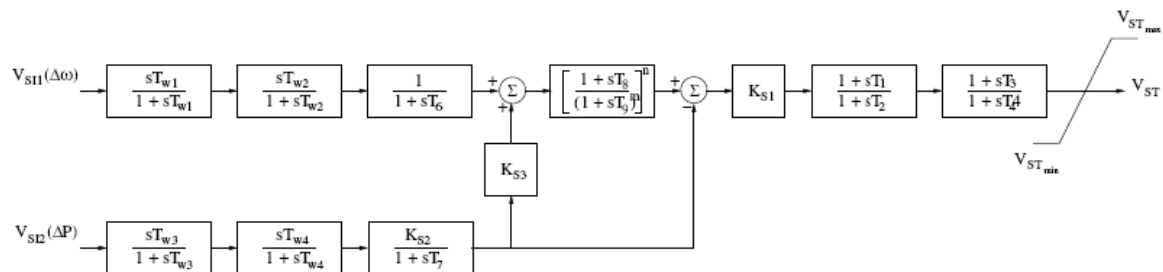 V_ST_max
V_SI1(Δω)
sT_w1 / 1 + sT_w1
sT_w2 / 1 + sT_w2
1 / 1 + sT_6
+
Σ
+
[ 1 + sT_8 / (1 + sT_9)^m ]^n
+
Σ
−
K_S1
1 + sT_1 / 1 + sT_2
1 + sT_3 / 1 + sT_4
V_ST
V_ST_min
K_S3
V_SI2(ΔP)
sT_w3 / 1 + sT_w3
sT_w4 / 1 + sT_w4
K_S2 / 1 + sT_7